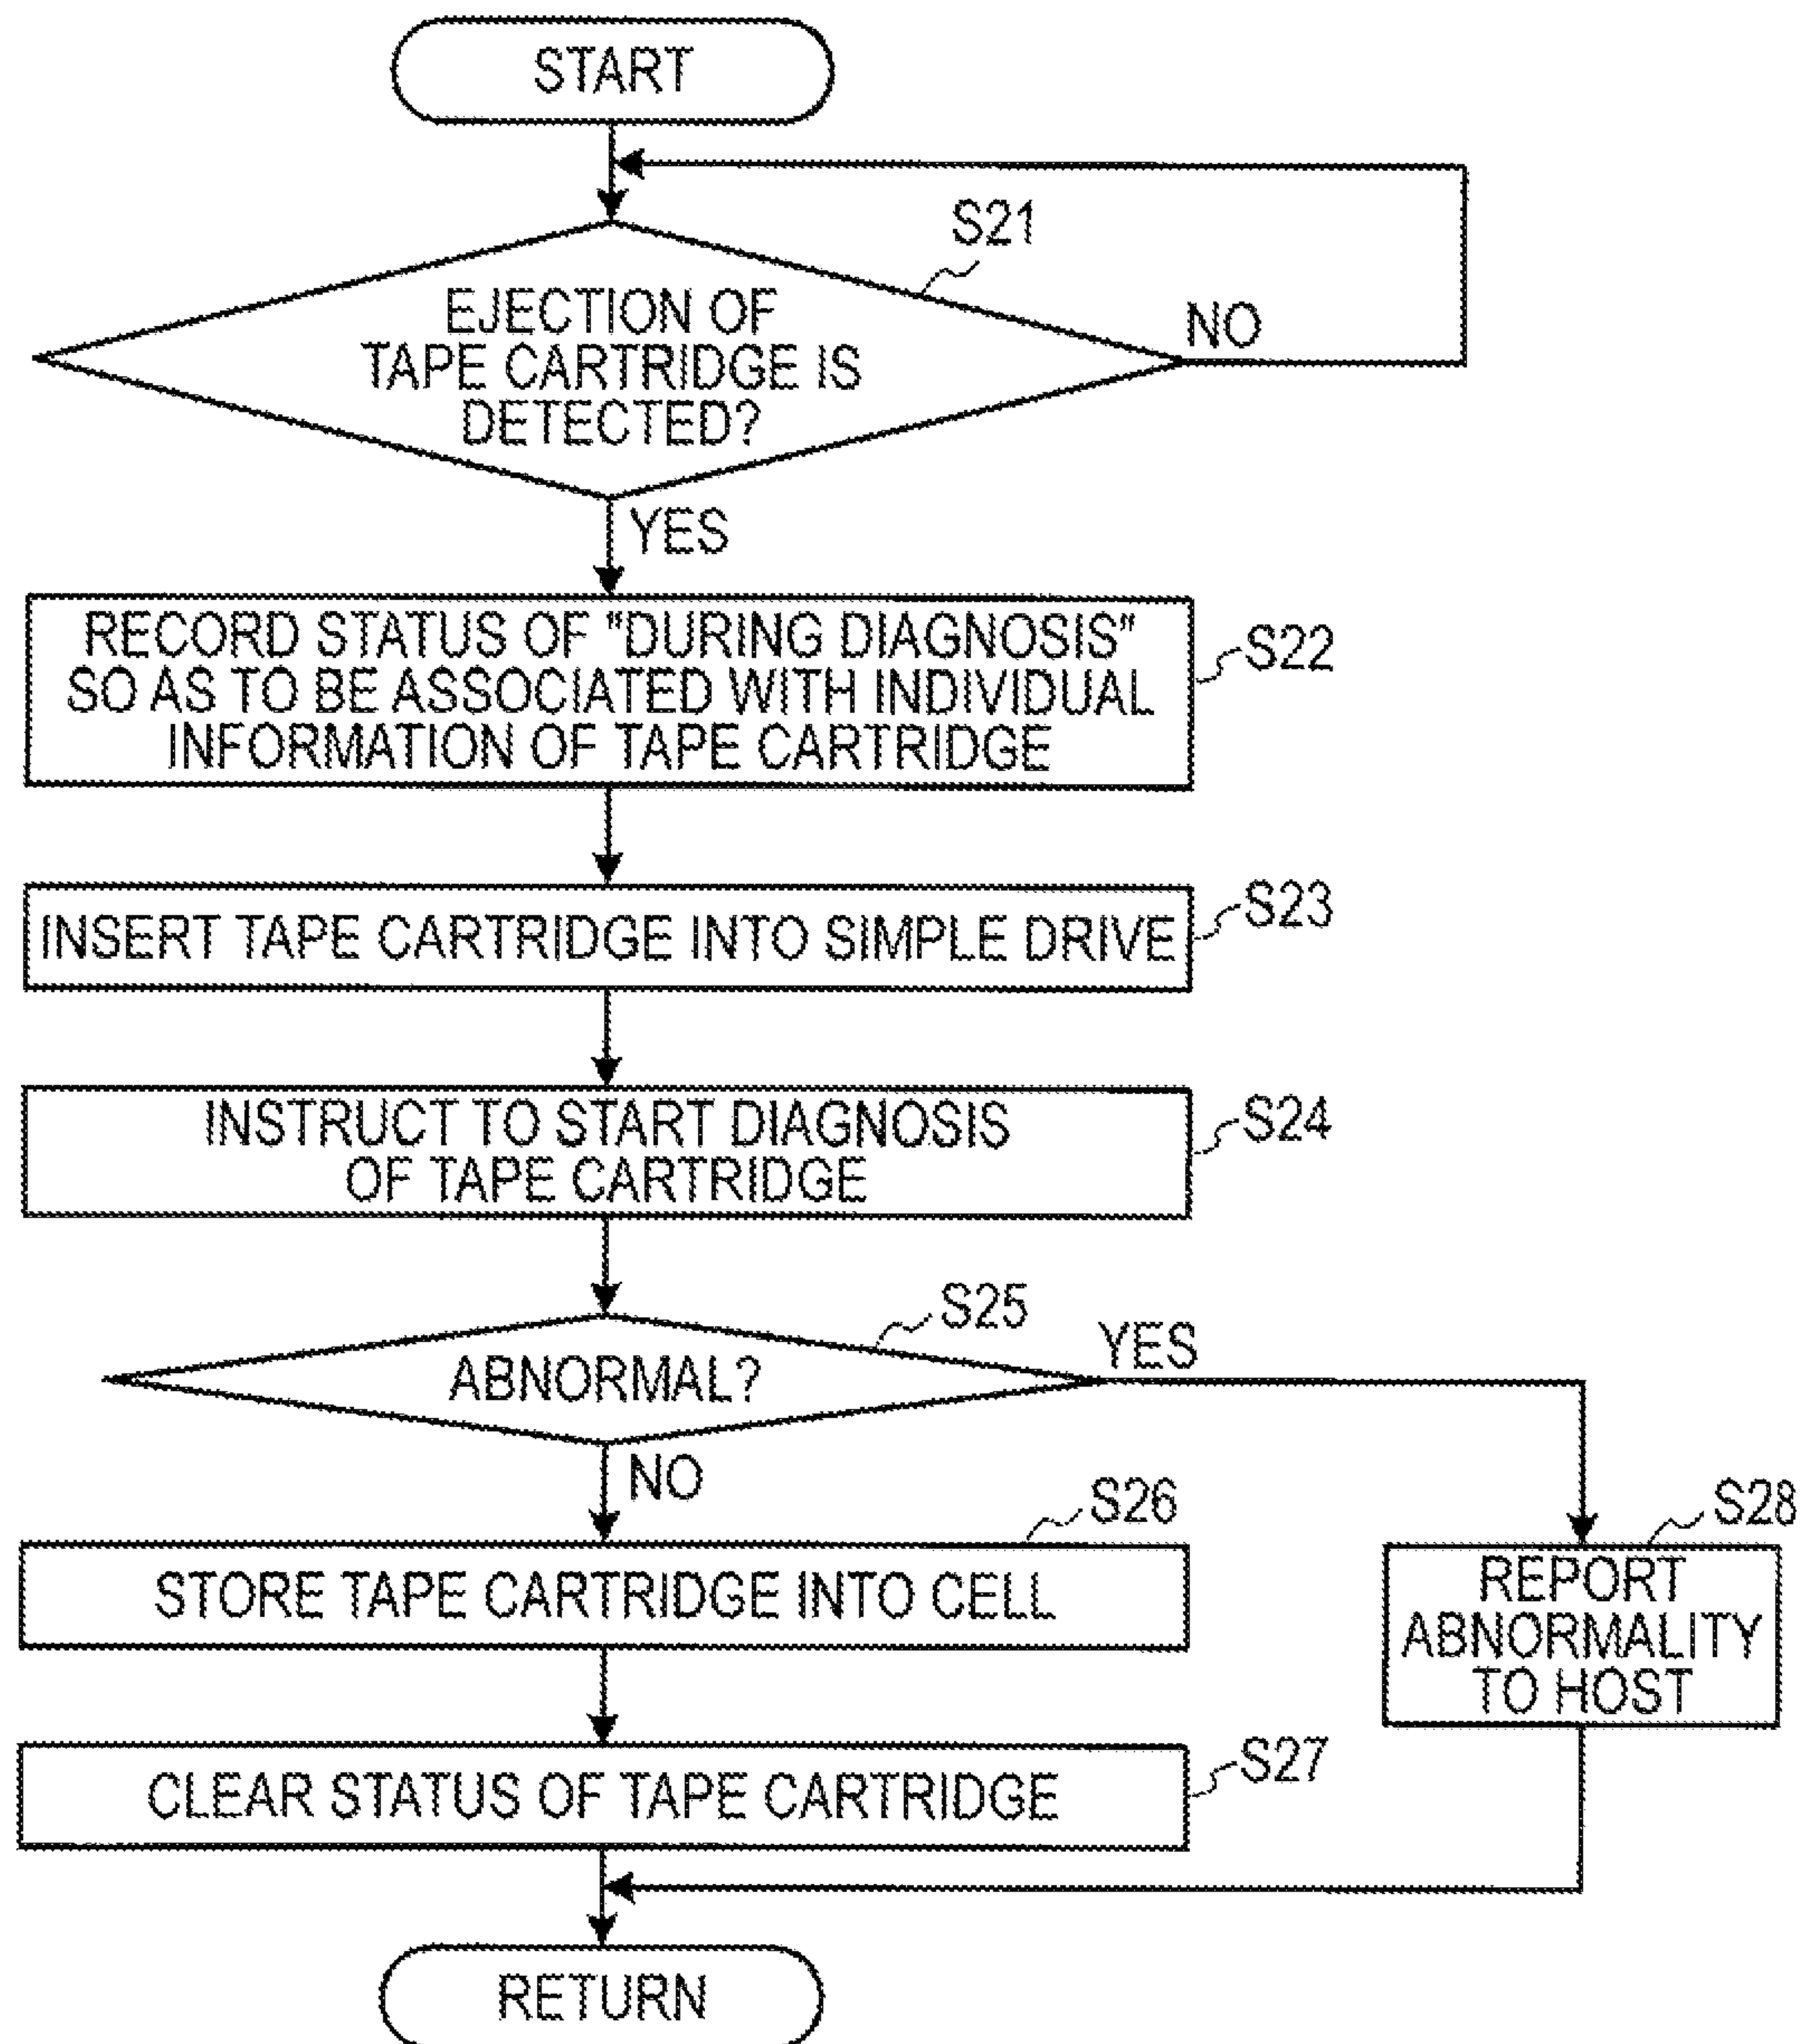 START
S21
EJECTION OF
TAPE CARTRIDGE IS
DETECTED?
NO
YES
RECORD STATUS OF "DURING DIAGNOSIS"
SO AS TO BE ASSOCIATED WITH INDIVIDUAL
INFORMATION OF TAPE CARTRIDGE
S22
INSERT TAPE CARTRIDGE INTO SIMPLE DRIVE
S23
INSTRUCT TO START DIAGNOSIS
OF TAPE CARTRIDGE
S24
S25
ABNORMAL?
YES
NO
S26
STORE TAPE CARTRIDGE INTO CELL
S28
REPORT
ABNORMALITY
TO HOST
CLEAR STATUS OF TAPE CARTRIDGE
S27
RETURN